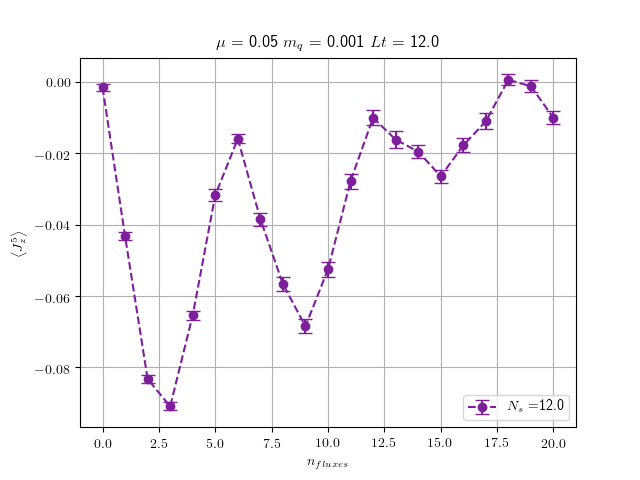 μ = 0.05 m_q = 0.001 Lt = 12.0
⟨J_z^5⟩
0.00
−0.02
−0.04
−0.06
−0.08
0.0 2.5 5.0 7.5 10.0 12.5 15.0 17.5 20.0
n_{fluxes}
N_s =12.0